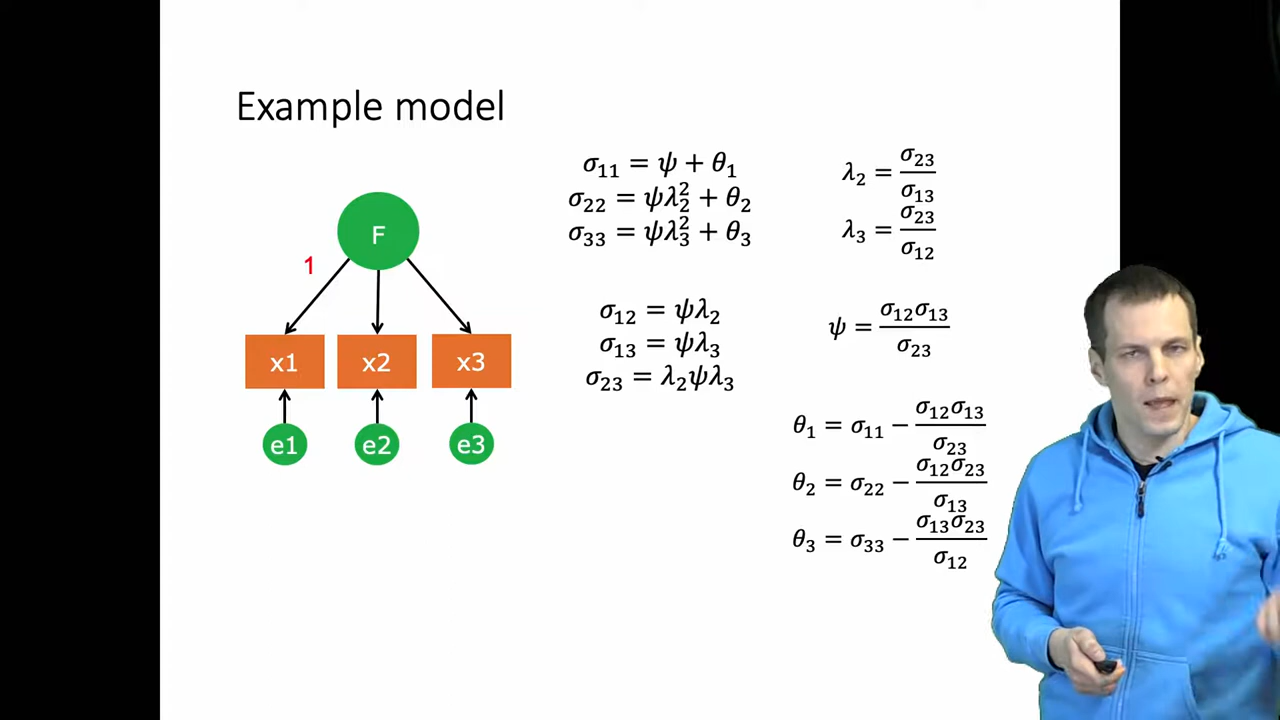 Example model
F
1
x1 x2 x3
e1 e2 e3
σ₁₁ = ψ + θ₁
σ₂₂ = ψλ₂² + θ₂
σ₃₃ = ψλ₃² + θ₃
σ₁₂ = ψλ₂
σ₁₃ = ψλ₃
σ₂₃ = λ₂ψλ₃
λ₂ = σ₂₃/σ₁₃
λ₃ = σ₂₃/σ₁₂
ψ = σ₁₂σ₁₃/σ₂₃
θ₁ = σ₁₁ − σ₁₂σ₁₃/σ₂₃
θ₂ = σ₂₂ − σ₁₂σ₂₃/σ₁₃
θ₃ = σ₃₃ − σ₁₃σ₂₃/σ₁₂